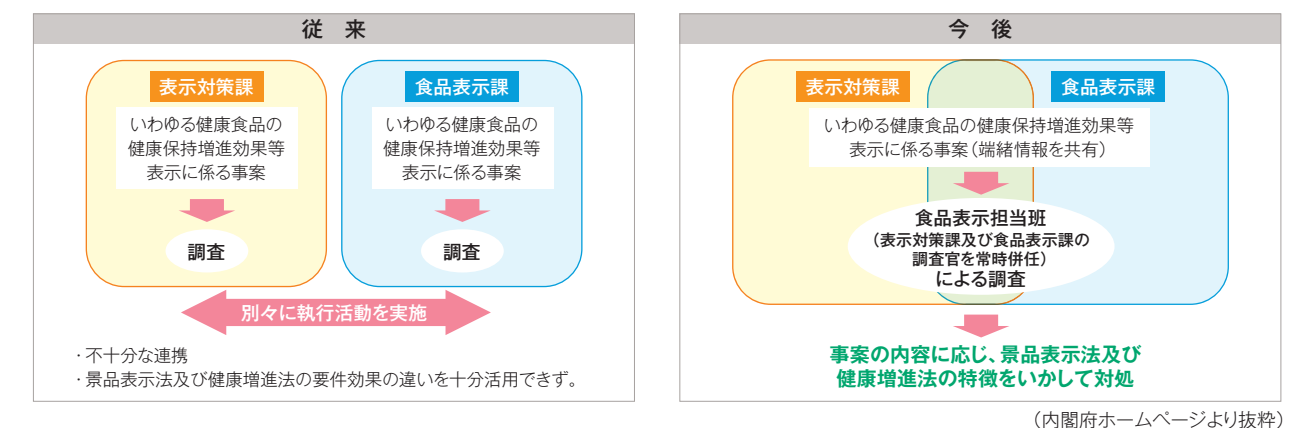 従 来
表示対策課
いわゆる健康食品の
健康保持増進効果等
表示に係る事案
調査
食品表示課
いわゆる健康食品の
健康保持増進効果等
表示に係る事案
調査
別々に執行活動を実施
・不十分な連携
・景品表示法及び健康増進法の要件効果の違いを十分活用できず。
今 後
表示対策課
食品表示課
いわゆる健康食品の健康保持増進効果等
表示に係る事案(端緒情報を共有)
食品表示担当班
(表示対策課及び食品表示課の
調査官を常時併任)
による調査
事案の内容に応じ、景品表示法及び
健康増進法の特徴をいかして対処
(内閣府ホームページより抜粋)